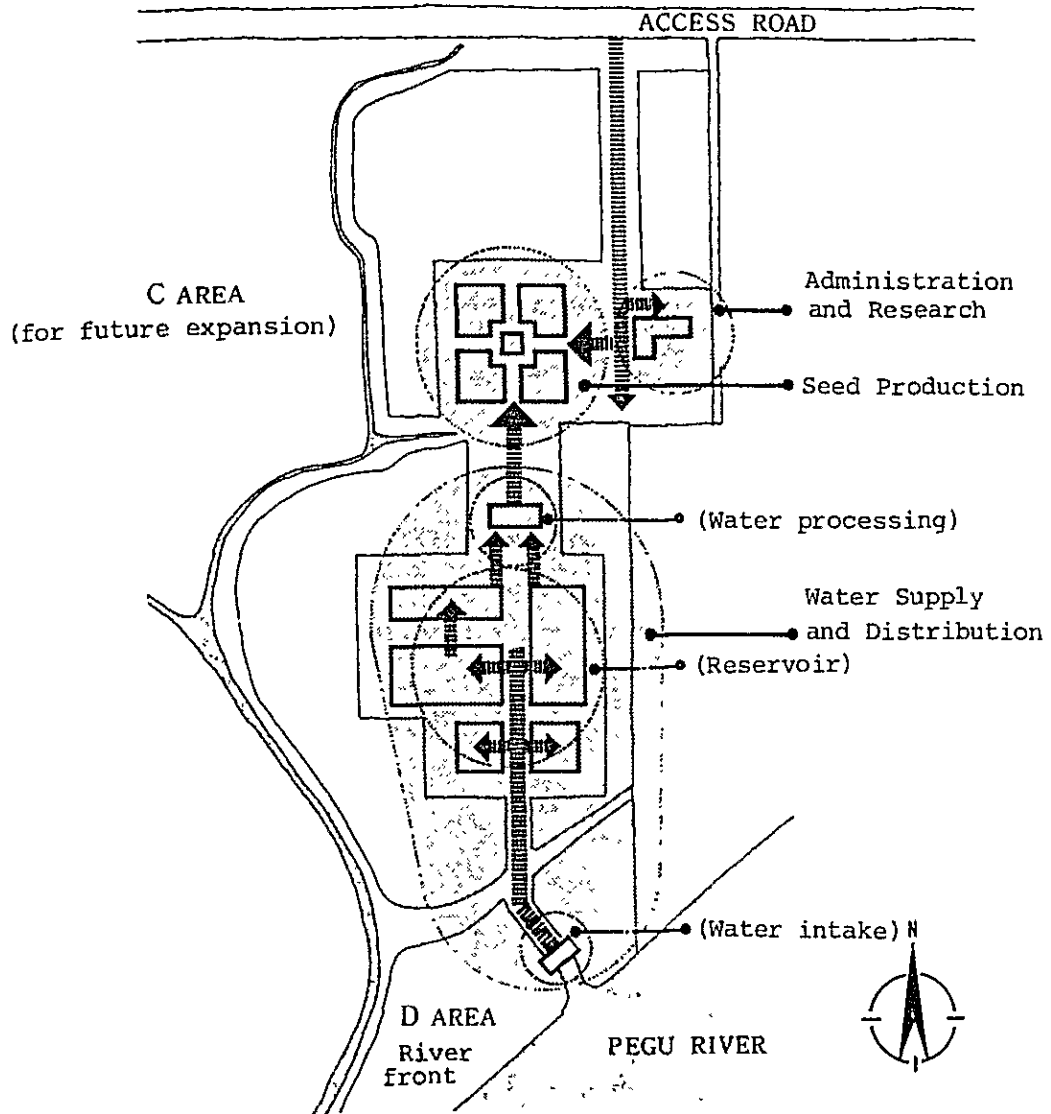 ACCESS ROAD
C AREA
(for future expansion)
Administration
and Research
Seed Production
(Water processing)
Water Supply
and Distribution
(Reservoir)
(Water intake)
N
D AREA
River
front
PEGU RIVER